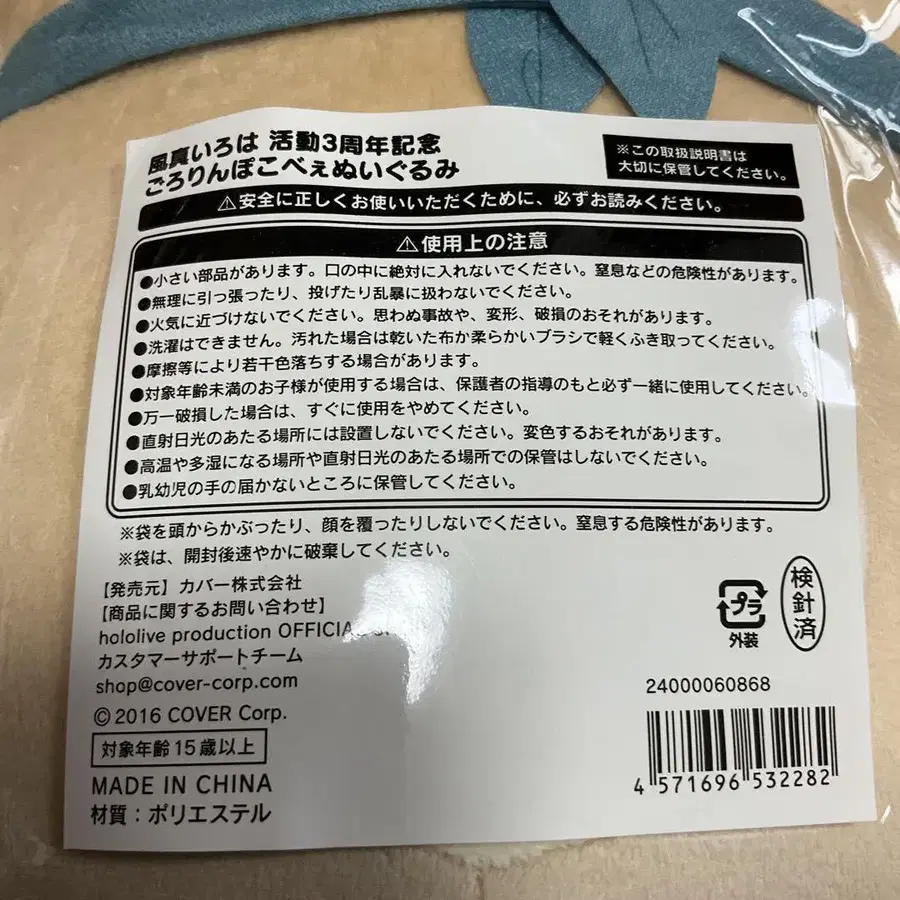 風真いろは 活動3周年記念
ごろりんぽこべぇぬいぐるみ
※この取扱説明書は
大切に保管してください。
⚠安全に正しくお使いいただくために、必ずお読みください。
⚠使用上の注意
●小さい部品があります。口の中に絶対に入れないでください。窒息などの危険性があります。
●無理に引っ張ったり、投げたり乱暴に扱わないでください。
●火気に近づけないでください。思わぬ事故や、変形、破損のおそれがあります。
●洗濯はできません。汚れた場合は乾いた布か柔らかいブラシで軽くふき取ってください。
●摩擦等により若干色落ちする場合があります。
●対象年齢未満のお子様が使用する場合は、保護者の指導のもと必ず一緒に使用してください。
●万一破損した場合は、すぐに使用をやめてください。
●直射日光のあたる場所には設置しないでください。変色するおそれがあります。
●高温や多湿になる場所や直射日光のあたる場所での保管はしないでください。
●乳幼児の手の届かないところに保管してください。
※袋を頭からかぶったり、顔を覆ったりしないでください。窒息する危険性があります。
※袋は、開封後速やかに破棄してください。
【発売元】カバー株式会社
【商品に関するお問い合わせ】
hololive production OFFICIAL
カスタマーサポートチーム
shop@cover-corp.com
© 2016 COVER Corp.
対象年齢15歳以上
MADE IN CHINA
材質：ポリエステル
プラ
外装
検針済
24000060868
4 571696 532282